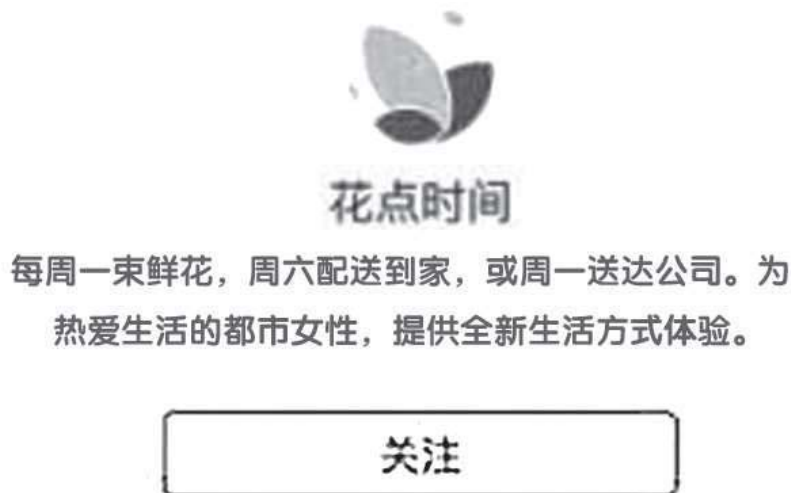 花点时间
每周一束鲜花，周六配送到家，或周一送达公司。为
热爱生活的都市女性，提供全新生活方式体验。
关注